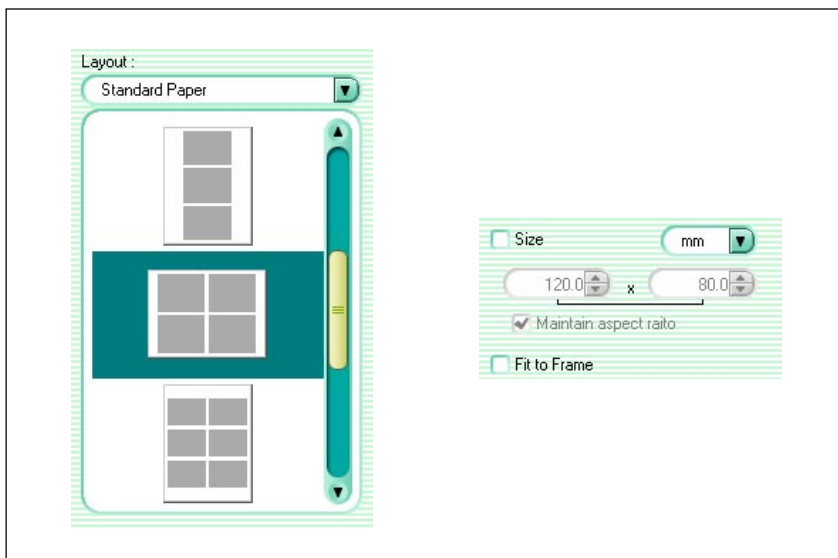 Layout :
Standard Paper
Size
mm
120.0 x 80.0
Maintain aspect raito
Fit to Frame